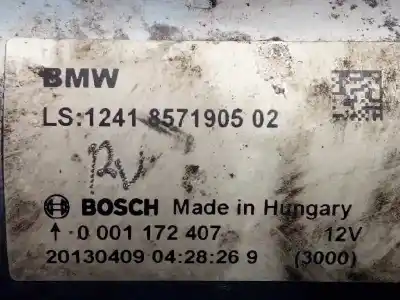 BMW
LS:1241 8571905 02
BOSCH Made in Hungary
↑ 0 001 172 407 12V
20130409 04:28:26 9 (3000)